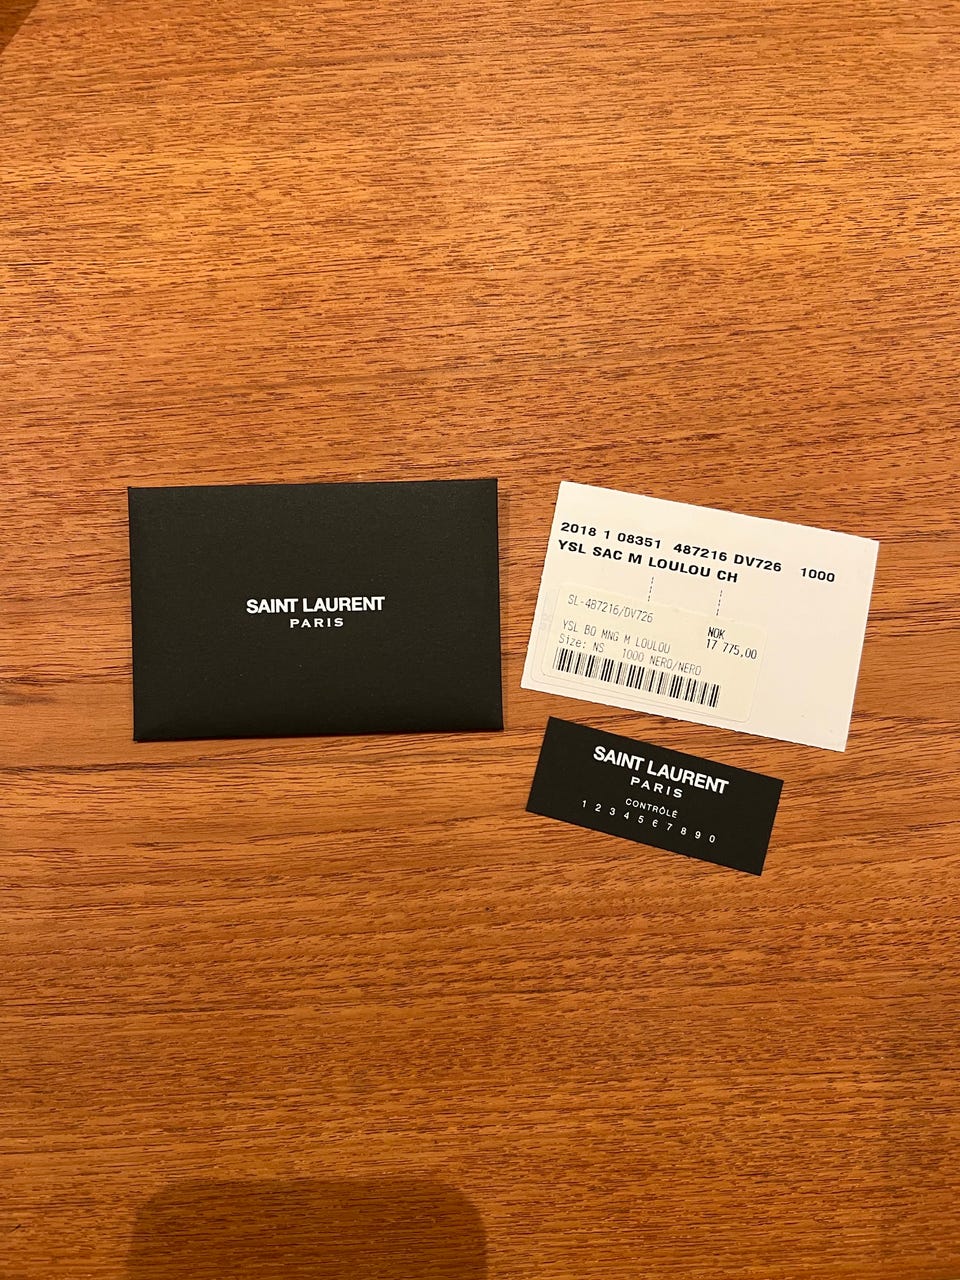 SAINT LAURENT
PARIS
2018 1 08351 487216 DV726 1000
YSL SAC M LOULOU CH
SL-487216/DV726
NOK
YSL BO MNG M LOULOU 17 775,00
Size: NS 1000 NERO/NERO
SAINT LAURENT
PARIS
CONTRÔLÉ
1 2 3 4 5 6 7 8 9 0